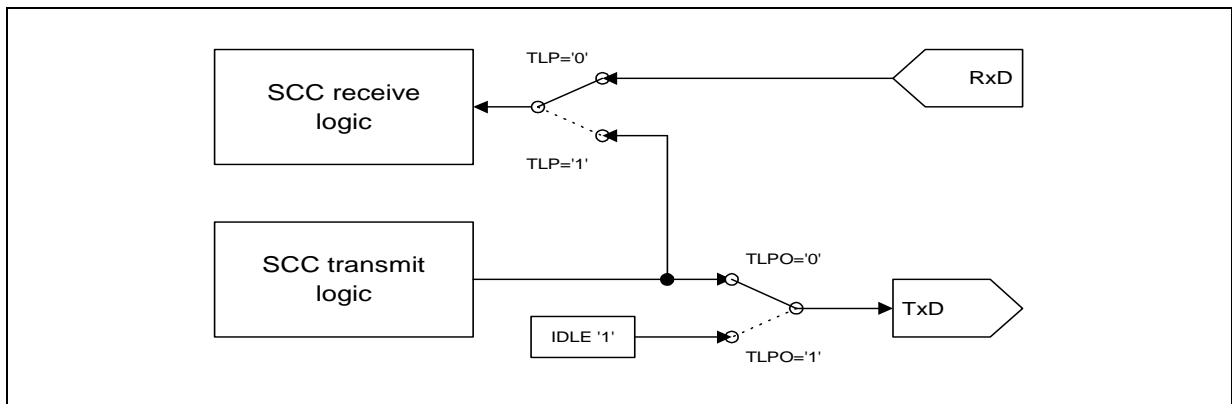 TLP='0'
SCC receive
logic
RxD
TLP='1'
SCC transmit
logic
TLPO='0'
TxD
IDLE '1'
TLPO='1'